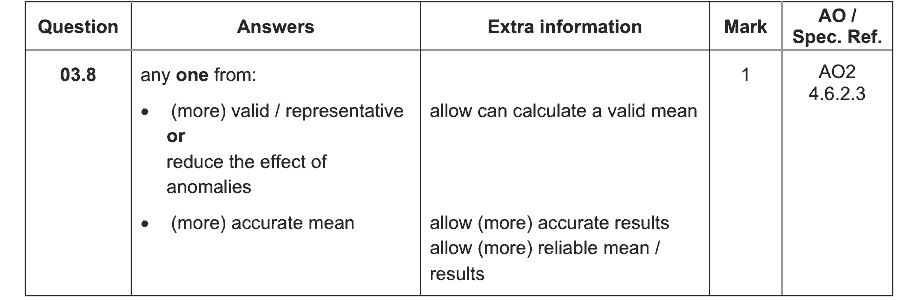 Question Answers Extra information Mark AO /
Spec. Ref.
03.8 any one from: 1 AO2
4.6.2.3
• (more) valid / representative allow can calculate a valid mean
or
reduce the effect of
anomalies
• (more) accurate mean allow (more) accurate results
allow (more) reliable mean /
results